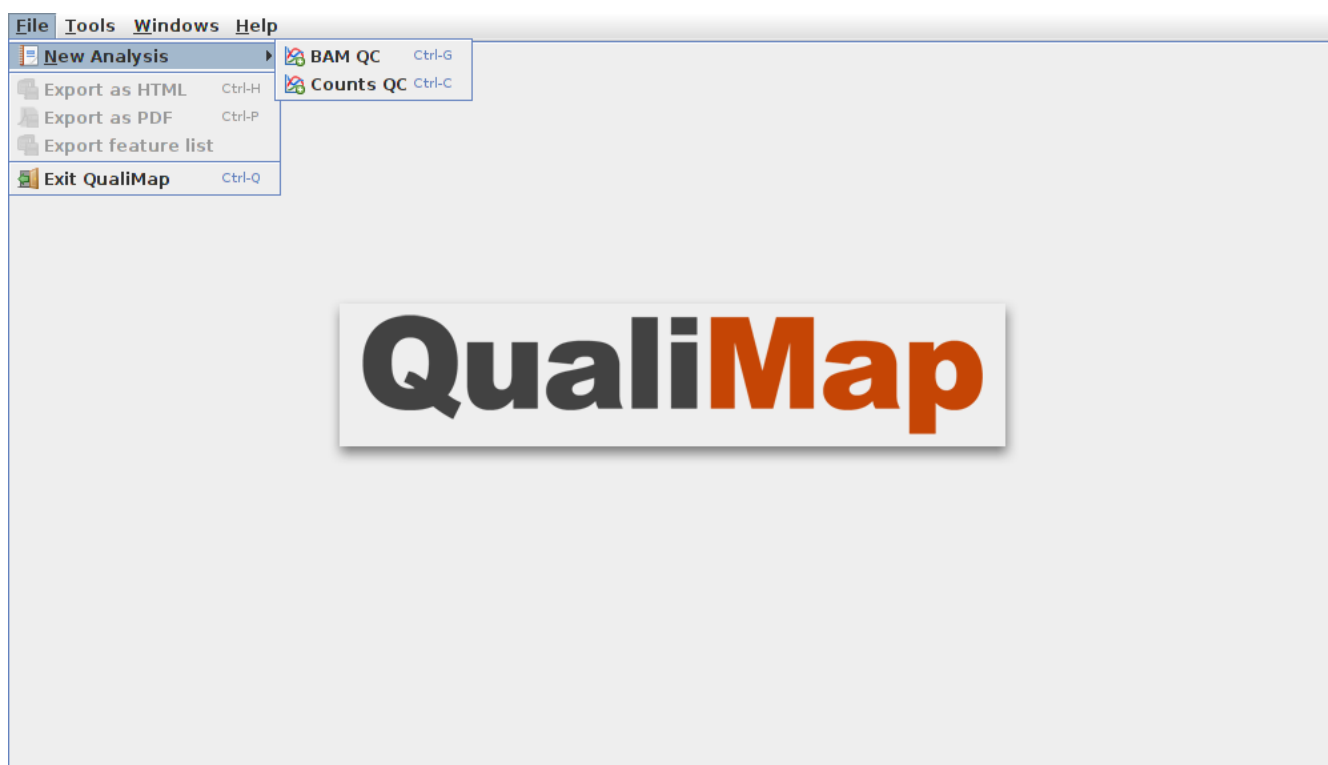 File Tools Windows Help
New Analysis
BAM QC Ctrl-G
Counts QC Ctrl-C
Export as HTML Ctrl-H
Export as PDF Ctrl-P
Export feature list
Exit QualiMap Ctrl-Q
QualiMap